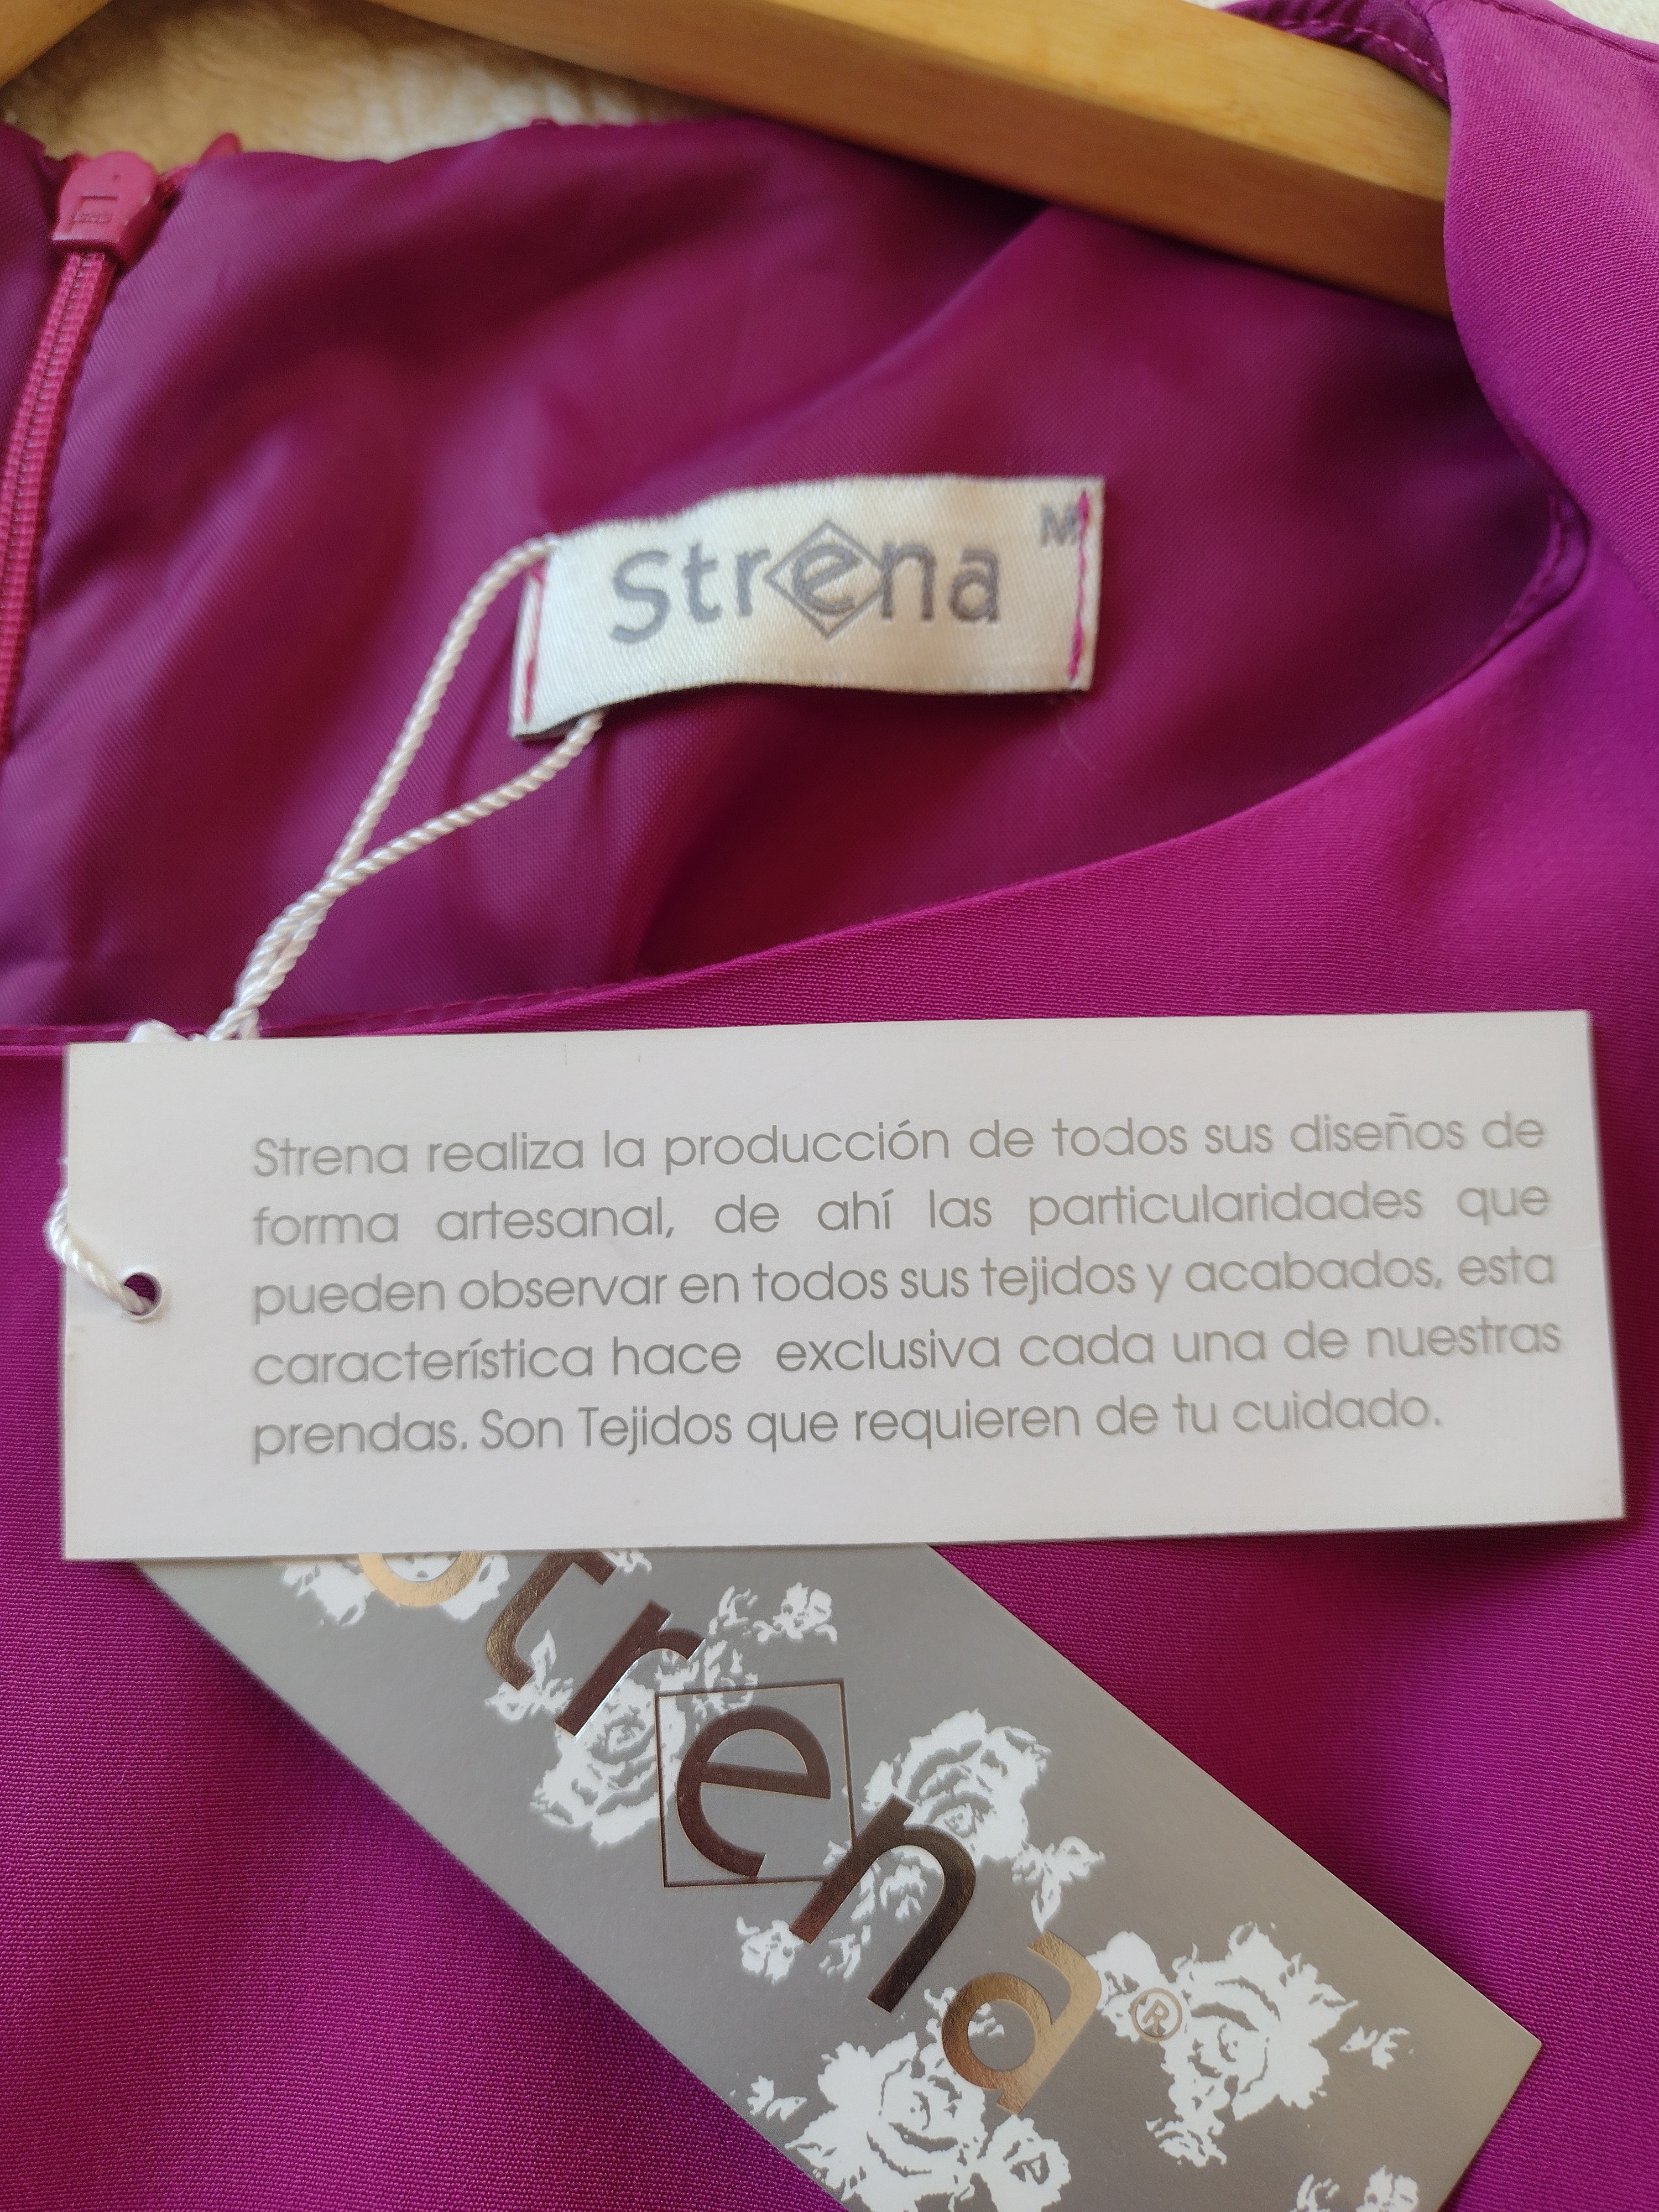 Strena M
Strena realiza la producción de todos sus diseños de
forma artesanal, de ahí las particularidades que
pueden observar en todos sus tejidos y acabados, esta
característica hace exclusiva cada una de nuestras
prendas. Son Tejidos que requieren de tu cuidado.
Strena®